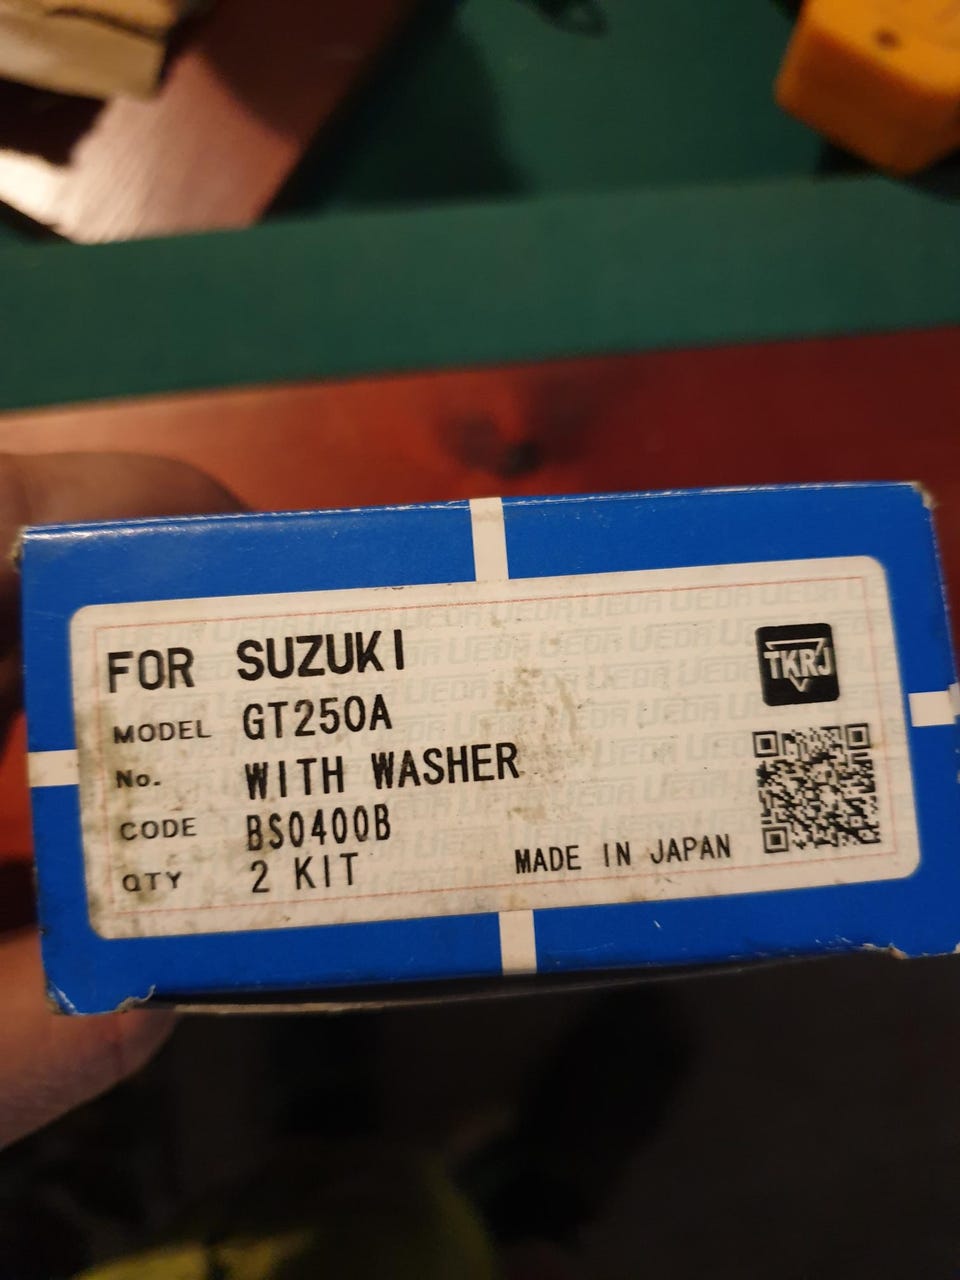 FOR SUZUKI
TKRJ
MODEL GT250A
No. WITH WASHER
CODE BS0400B
QTY 2 KIT
MADE IN JAPAN